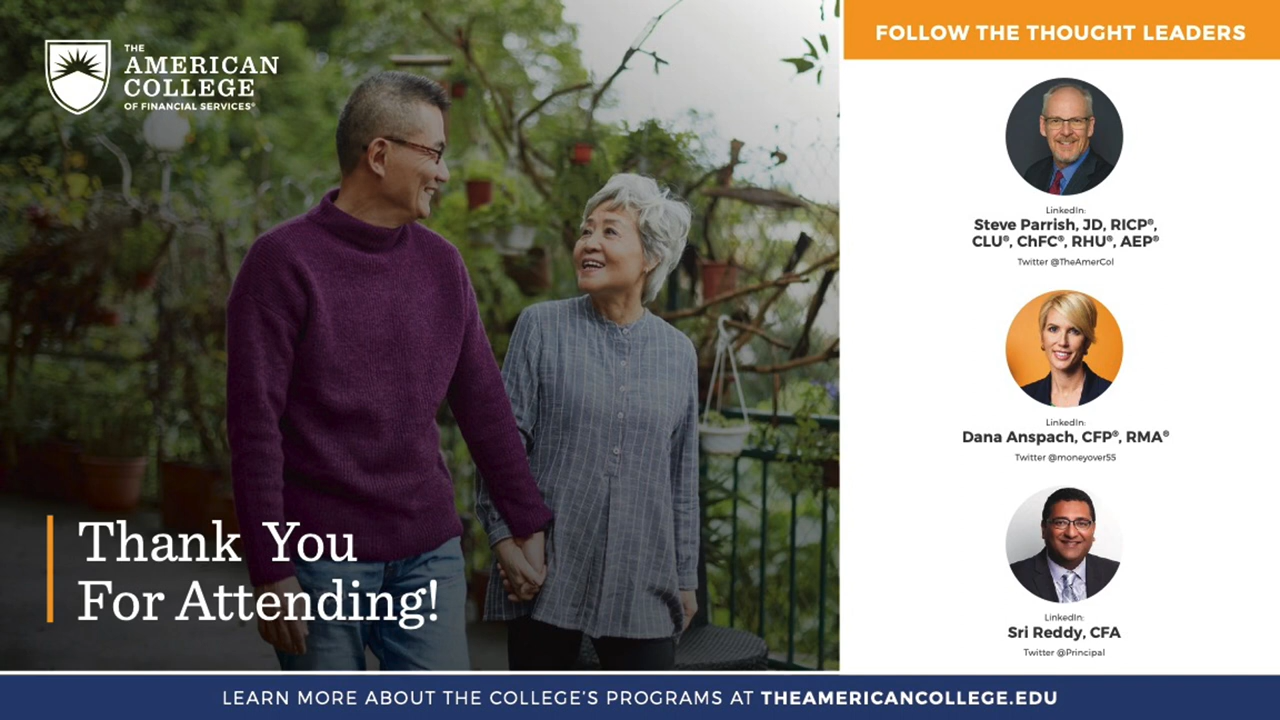 THE
AMERICAN
COLLEGE
OF FINANCIAL SERVICES®
Thank You
For Attending!
FOLLOW THE THOUGHT LEADERS
LinkedIn:
Steve Parrish, JD, RICP®,
CLU®, ChFC®, RHU®, AEP®
Twitter @TheAmerCol
LinkedIn:
Dana Anspach, CFP®, RMA®
Twitter @moneyover55
LinkedIn:
Sri Reddy, CFA
Twitter @Principal
LEARN MORE ABOUT THE COLLEGE'S PROGRAMS AT THEAMERICANCOLLEGE.EDU